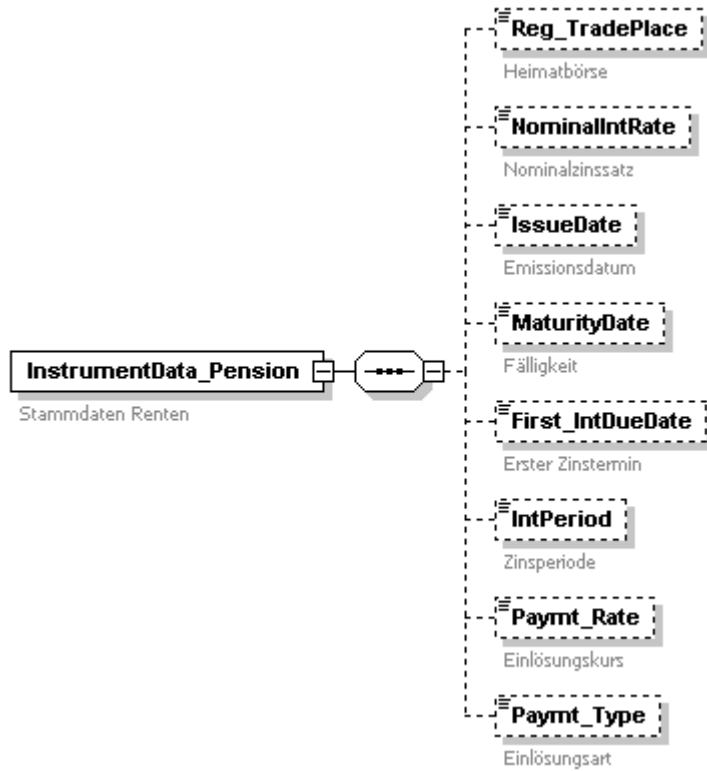 Reg_TradePlace
Heimatbörse
NominalIntRate
Nominalzinssatz
IssueDate
Emissionsdatum
MaturityDate
Fälligkeit
InstrumentData_Pension
Stammdaten Renten
First_IntDueDate
Erster Zinstermin
IntPeriod
Zinsperiode
Paymt_Rate
Einlösungskurs
Paymt_Type
Einlösungsart